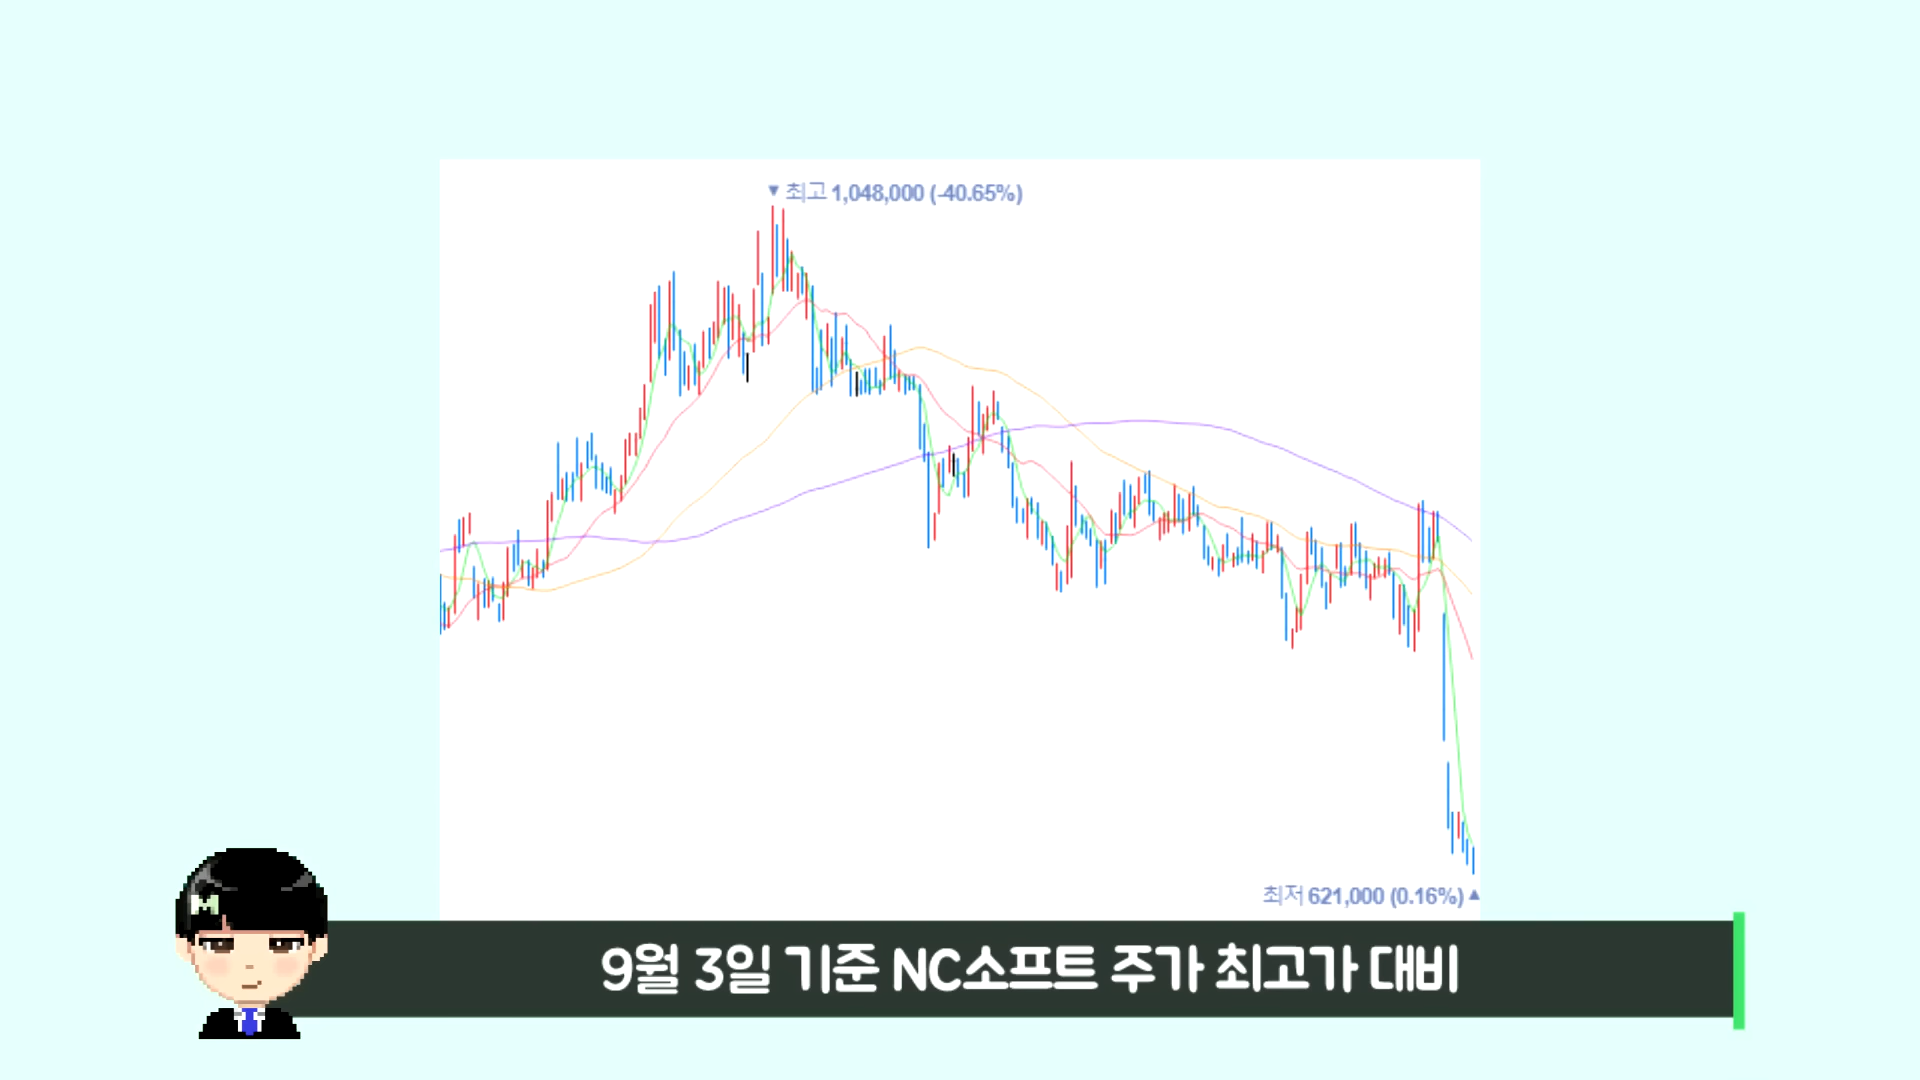 ▼ 최고 1,048,000 (-40.65%)
최저 621,000 (0.16%) ▲
9월 3일 기준 NC소프트 주가 최고가 대비